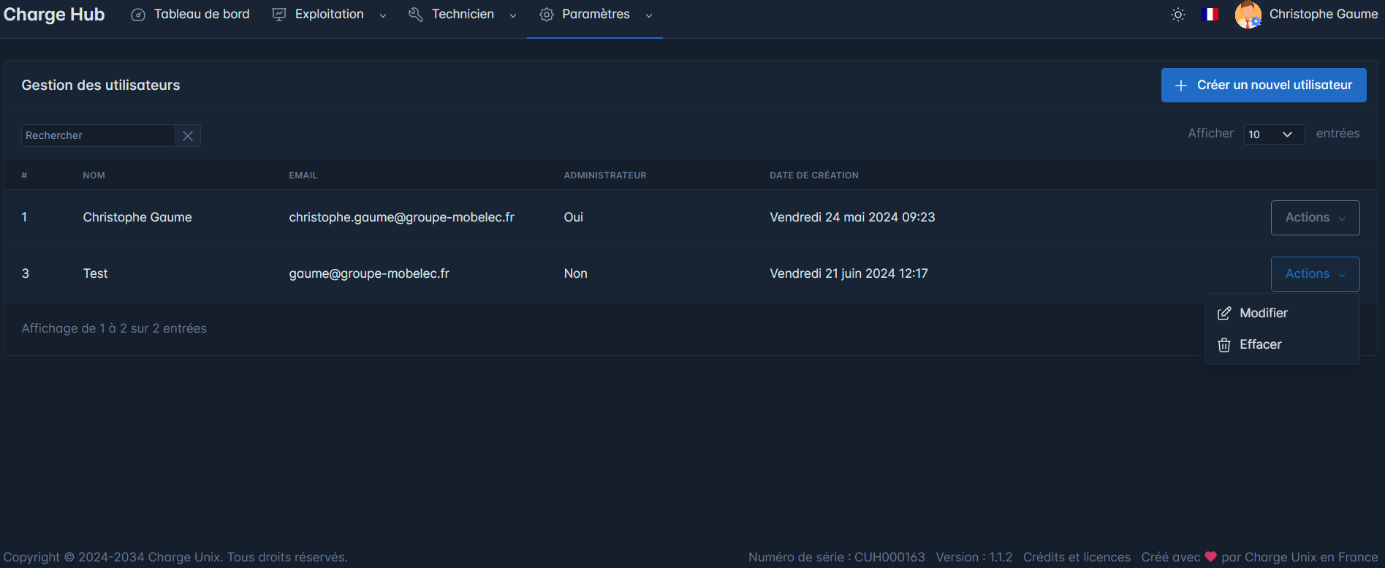 Charge Hub Tableau de bord Exploitation Technicien Paramètres Christophe Gaume
Gestion des utilisateurs Créer un nouvel utilisateur
Rechercher Afficher 10 entrées
# NOM EMAIL ADMINISTRATEUR DATE DE CRÉATION
1 Christophe Gaume christophe.gaume@groupe-mobelec.fr Oui Vendredi 24 mai 2024 09:23 Actions
3 Test gaume@groupe-mobelec.fr Non Vendredi 21 juin 2024 12:17 Actions
Modifier
Affichage de 1 à 2 sur 2 entrées
Effacer
Copyright © 2024-2034 Charge Unix. Tous droits réservés. Numéro de série : CUH000163 Version : 1.1.2 Crédits et licences Créé avec ❤ par Charge Unix en France